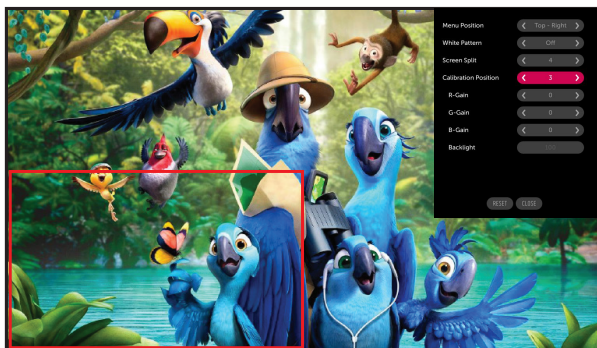 Menu Position < Top - Right >
White Pattern < Off >
Screen Split < 4 >
Calibration Position < 3 >
R-Gain < 0 >
G-Gain < 0 >
B-Gain < 0 >
Backlight
RESET CLOSE